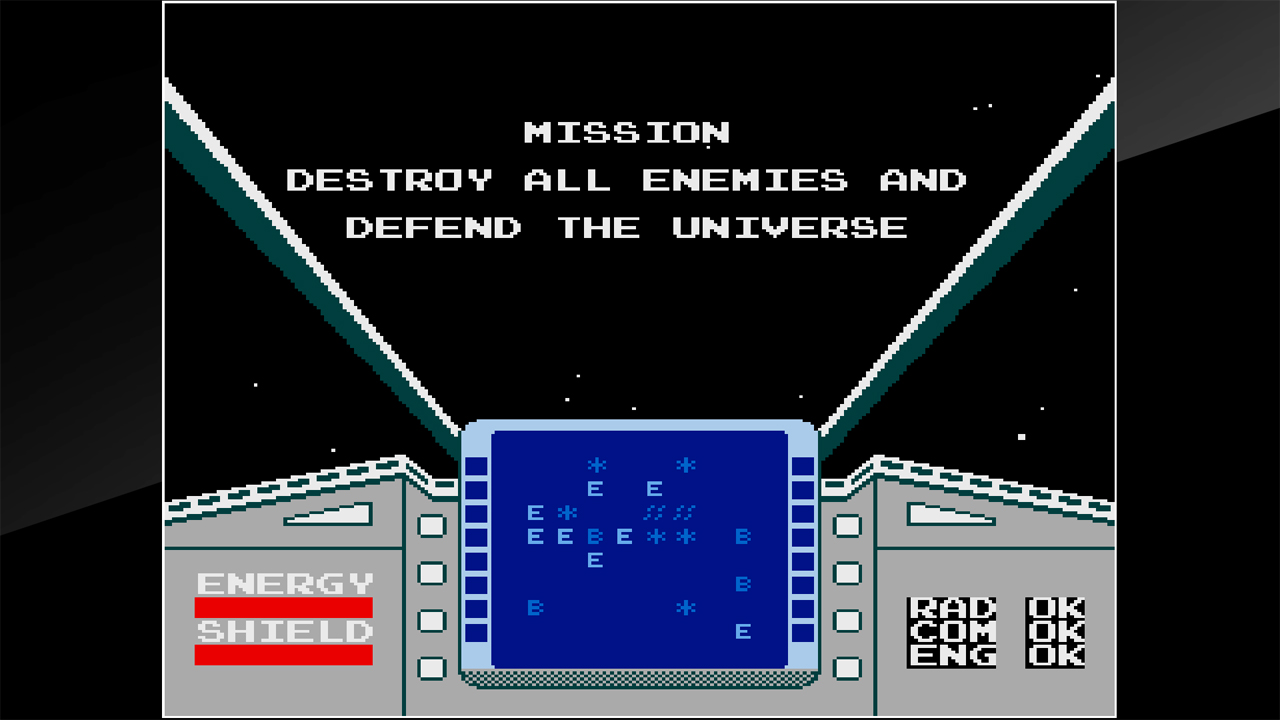 MISSION
DESTROY ALL ENEMIES AND
DEFEND THE UNIVERSE
* *
E E
E * // //
E E B E * * B
E
B
B *
E
ENERGY
SHIELD
RAD OK
COM OK
ENG OK